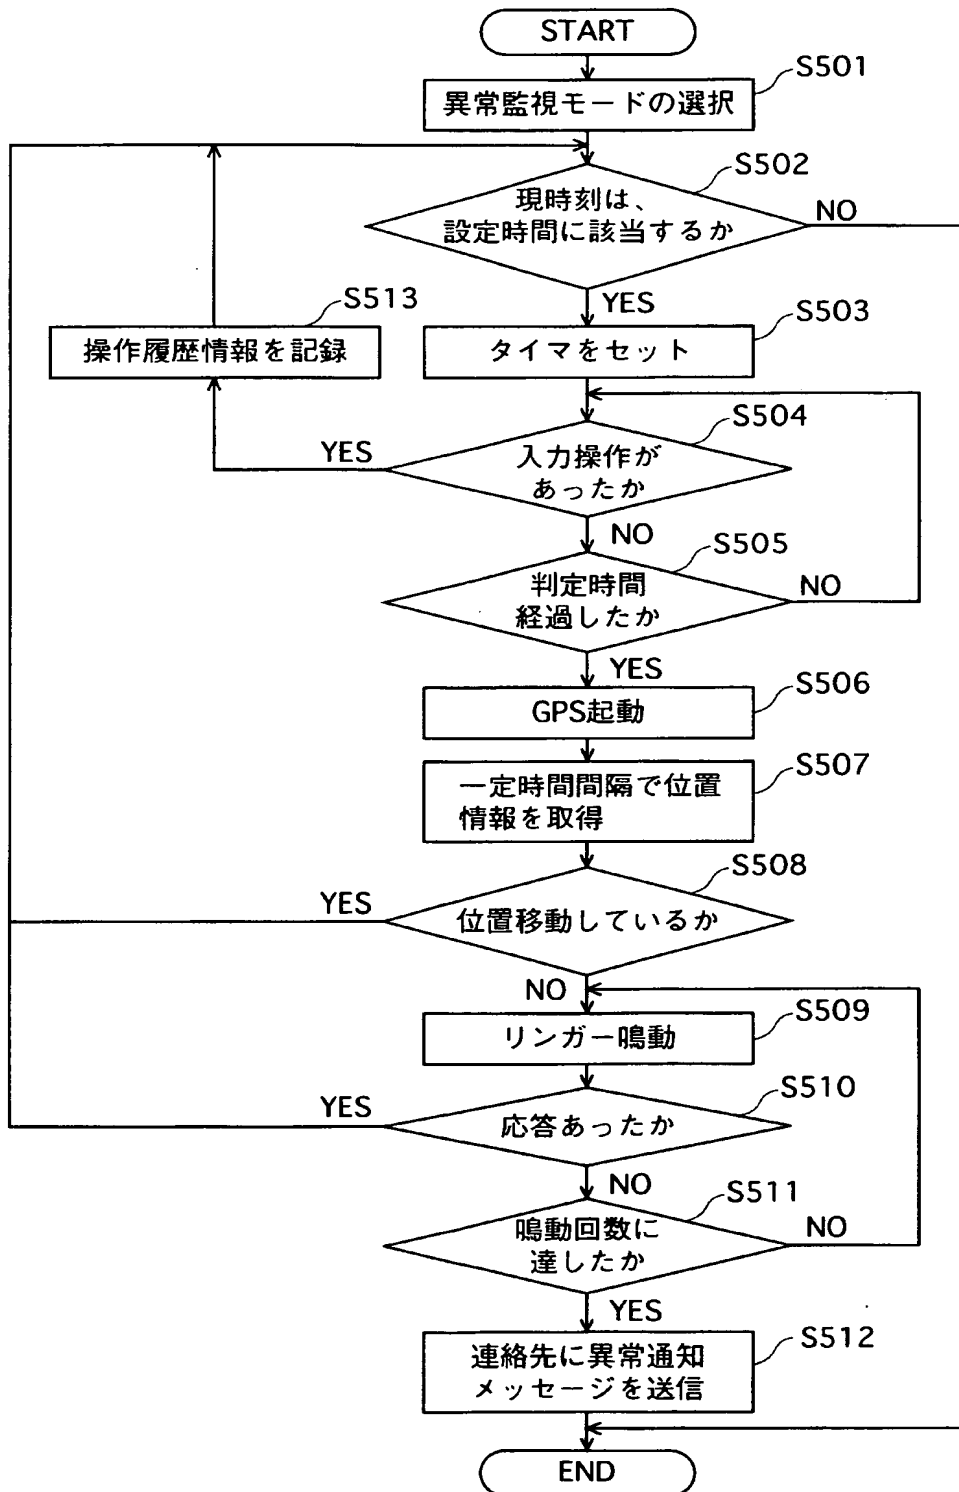 START
S501
異常監視モードの選択
S502
現時刻は、
設定時間に該当するか
NO
YES
S513
操作履歴情報を記録
S503
タイマをセット
S504
YES
入力操作が
あったか
NO
S505
判定時間
経過したか
NO
YES
S506
GPS起動
S507
一定時間間隔で位置
情報を取得
S508
YES
位置移動しているか
NO
S509
リンガー鳴動
S510
YES
応答あったか
NO
S511
鳴動回数に
達したか
NO
YES
S512
連絡先に異常通知
メッセージを送信
END